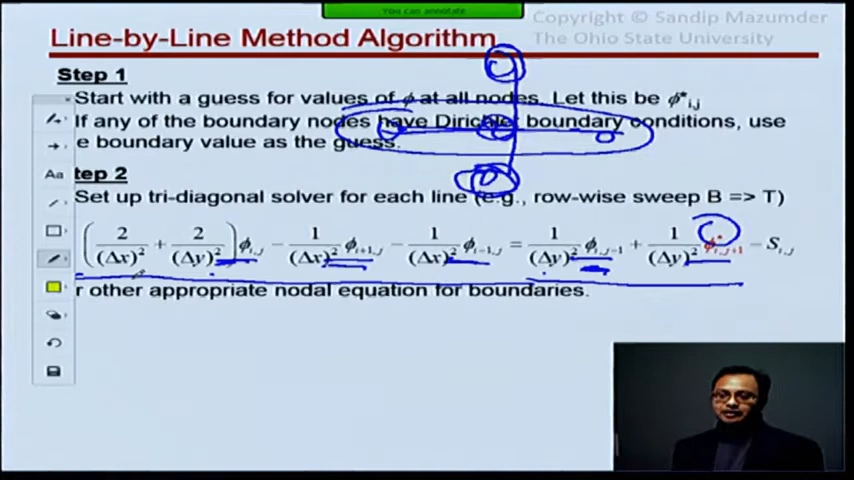 You can annotate
Line-by-Line Method Algorithm
Copyright © Sandip Mazumder
The Ohio State University
Step 1
Start with a guess for values of ϕ at all nodes. Let this be ϕ*i,j
If any of the boundary nodes have Dirichlet boundary conditions, use
e boundary value as the guess.
Aa
tep 2
Set up tri-diagonal solver for each line (e.g., row-wise sweep B => T)
(2/(Δx)² + 2/(Δy)²)ϕi,j − 1/(Δx)² ϕi+1,j − 1/(Δx)² ϕi−1,j = 1/(Δy)² ϕi,j−1 + 1/(Δy)² ϕ*i,j+1 − Si,j
r other appropriate nodal equation for boundaries.